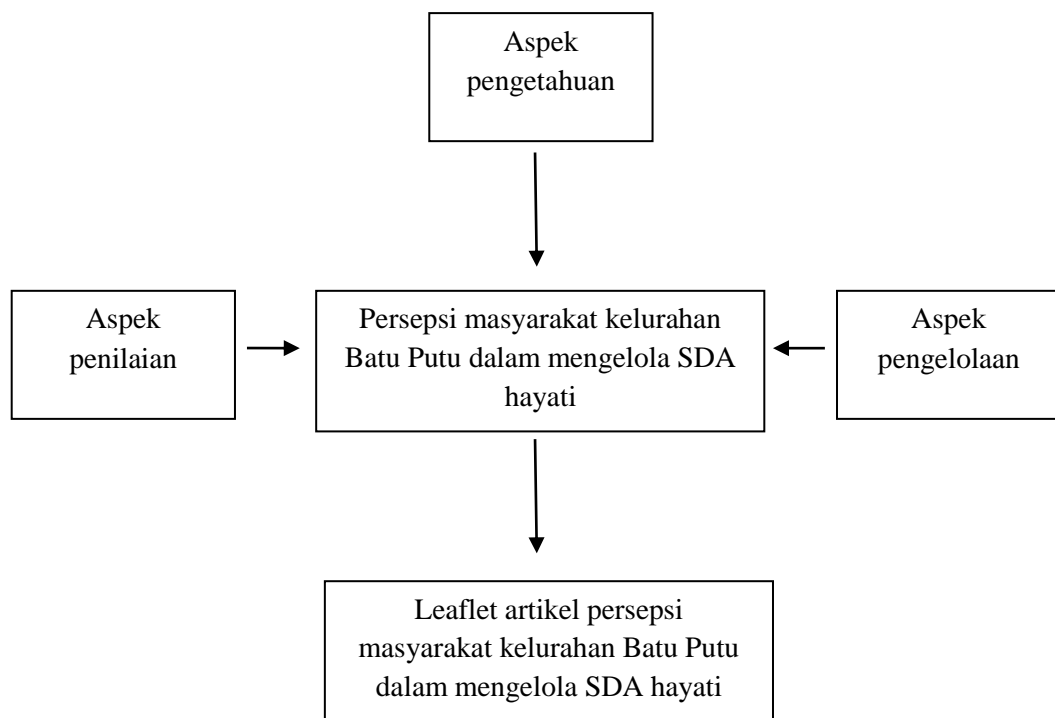 Aspek
pengetahuan
Aspek
penilaian
Persepsi masyarakat kelurahan
Batu Putu dalam mengelola SDA
hayati
Aspek
pengelolaan
Leaflet artikel persepsi
masyarakat kelurahan Batu Putu
dalam mengelola SDA hayati